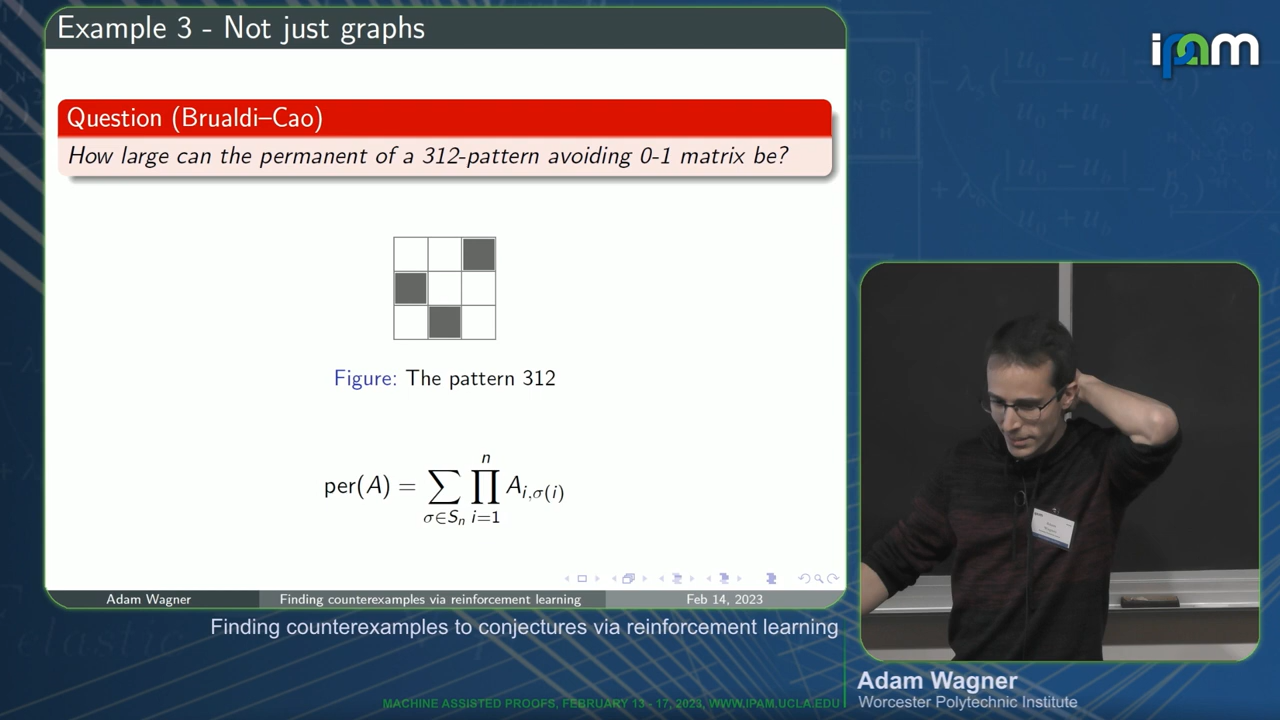 Example 3 - Not just graphs
ipam
Question (Brualdi–Cao)
How large can the permanent of a 312-pattern avoiding 0-1 matrix be?
Figure: The pattern 312
per(A) = ∑_{σ∈S_n} ∏_{i=1}^{n} A_{i,σ(i)}
Adam Wagner Finding counterexamples via reinforcement learning Feb 14, 2023
Finding counterexamples to conjectures via reinforcement learning
Adam Wagner
Worcester Polytechnic Institute
MACHINE ASSISTED PROOFS, FEBRUARY 13 - 17, 2023, WWW.IPAM.UCLA.EDU